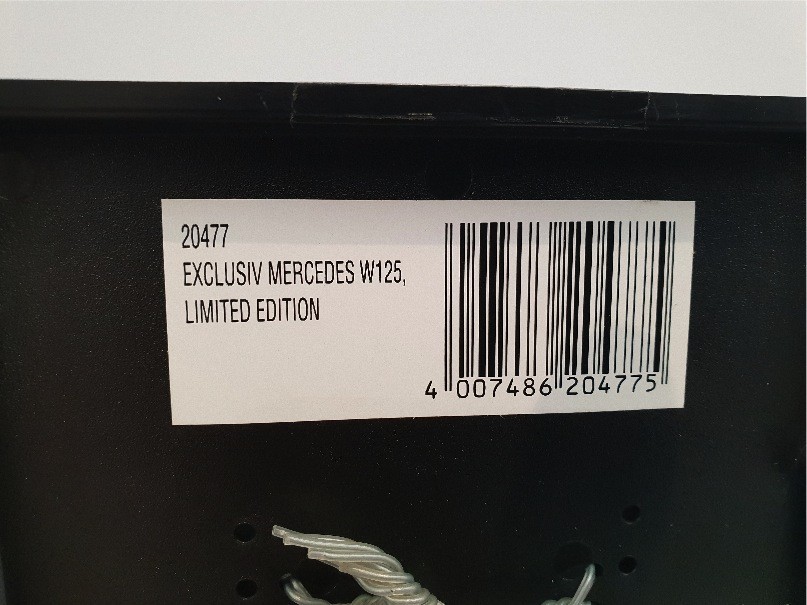 20477
EXCLUSIV MERCEDES W125,
LIMITED EDITION
4 007486 204775